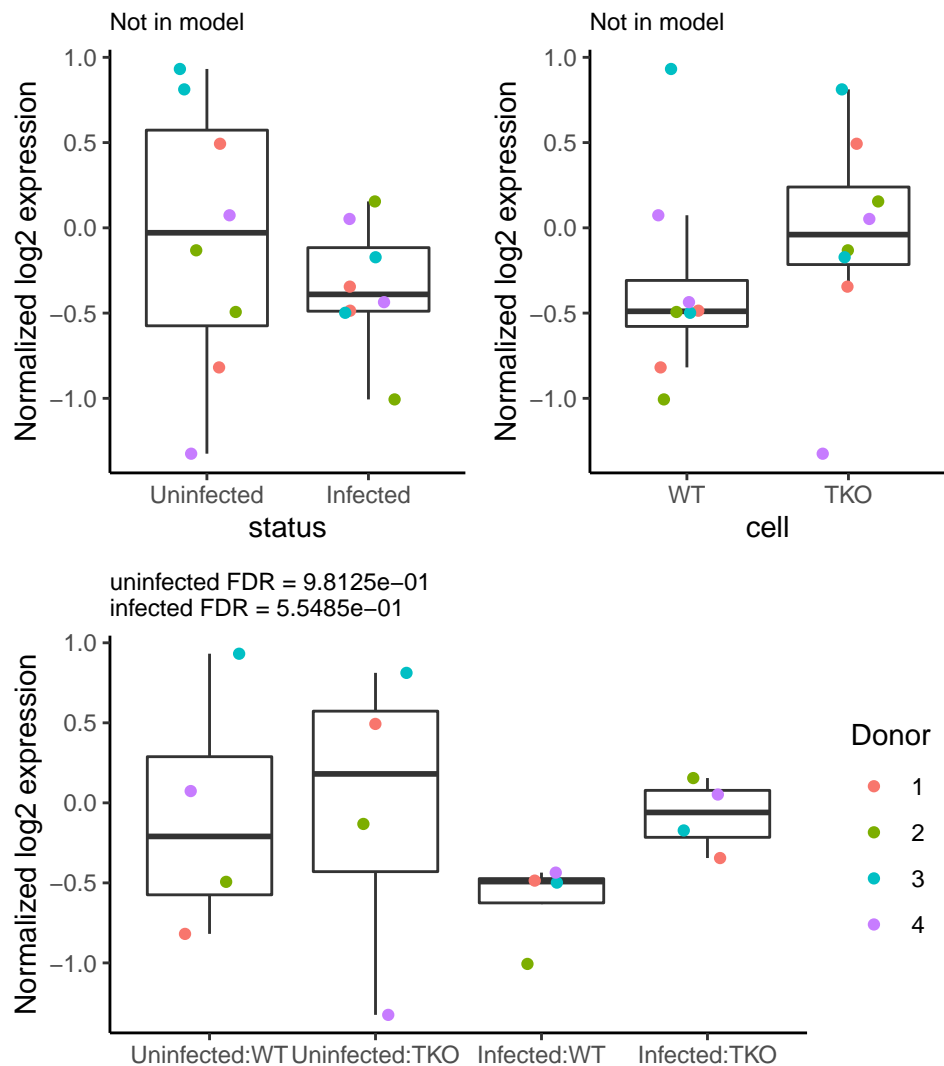 Not in model
Normalized log2 expression
1.0
0.5
0.0
−0.5
−1.0
Uninfected Infected
status
Not in model
Normalized log2 expression
1.0
0.5
0.0
−0.5
−1.0
WT TKO
cell
uninfected FDR = 9.8125e−01
infected FDR = 5.5485e−01
Normalized log2 expression
1.0
0.5
0.0
−0.5
−1.0
Uninfected:WT Uninfected:TKO Infected:WT Infected:TKO
Donor
1
2
3
4